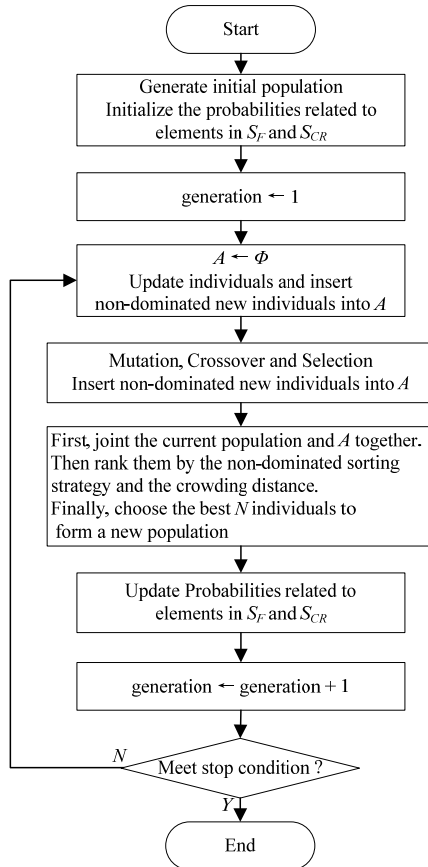 Start
Generate initial population
Initialize the probabilities related to
elements in S_F and S_CR
generation ← 1
A ← Φ
Update individuals and insert
non-dominated new individuals into A
Mutation, Crossover and Selection
Insert non-dominated new individuals into A
First, joint the current population and A together.
Then rank them by the non-dominated sorting
strategy and the crowding distance.
Finally, choose the best N individuals to
form a new population
Update Probabilities related to
elements in S_F and S_CR
generation ← generation + 1
N
Meet stop condition ?
Y
End